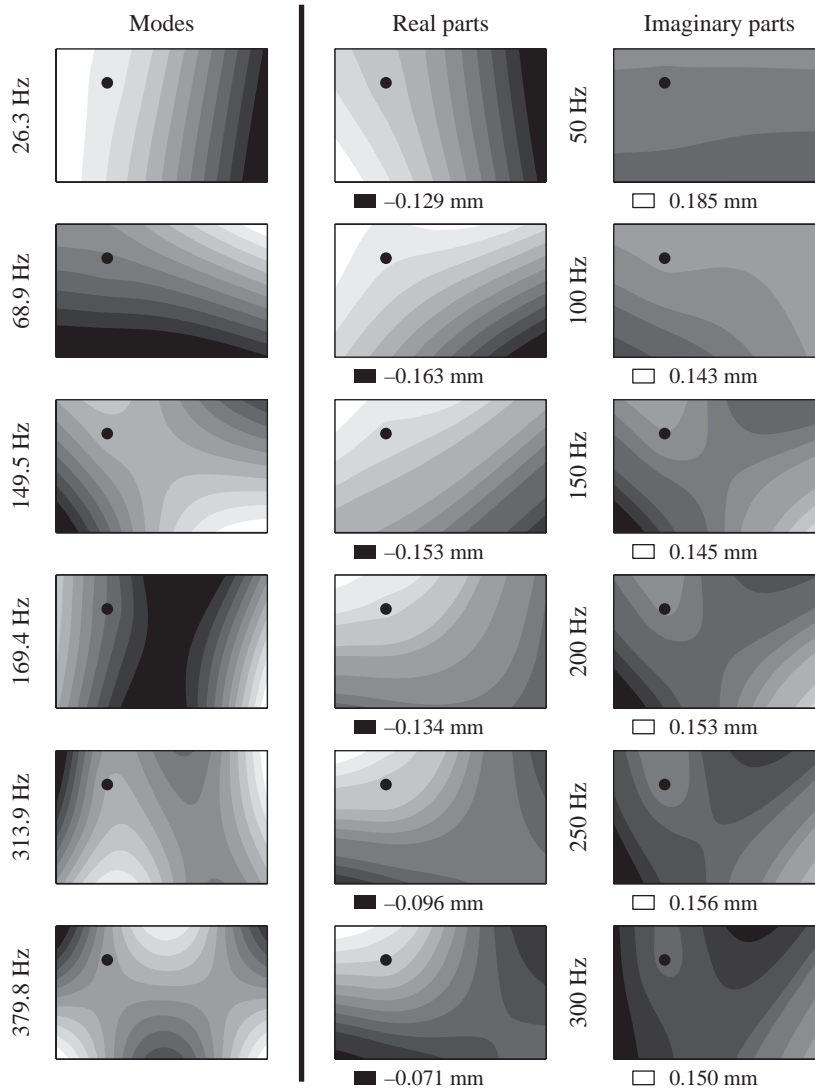 Modes Real parts Imaginary parts
26.3 Hz 50 Hz
–0.129 mm 0.185 mm
68.9 Hz 100 Hz
–0.163 mm 0.143 mm
149.5 Hz 150 Hz
–0.153 mm 0.145 mm
169.4 Hz 200 Hz
–0.134 mm 0.153 mm
313.9 Hz 250 Hz
–0.096 mm 0.156 mm
379.8 Hz 300 Hz
–0.071 mm 0.150 mm